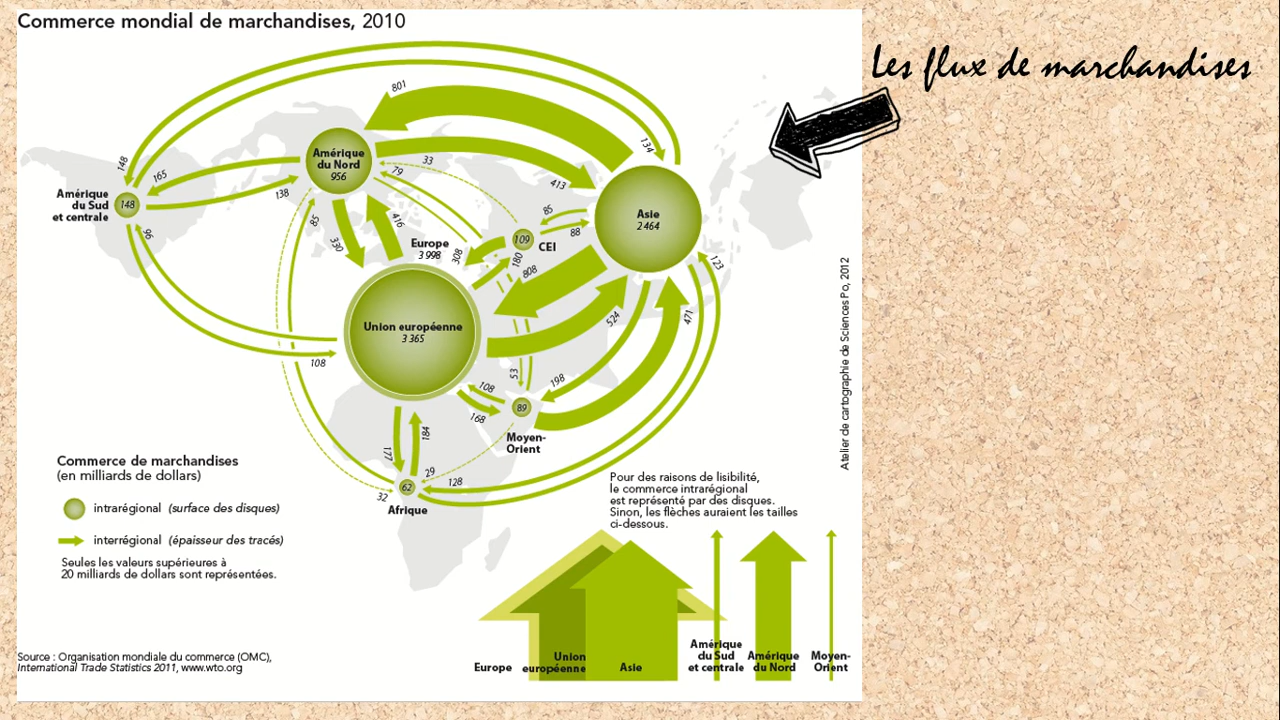 Commerce mondial de marchandises, 2010
Les flux de marchandises
801
134
148
Amérique
du Nord
956
33
79
165
413
Amérique
du Sud
et centrale
148
138
85
Asie
2 464
96
85
330
416
88
Europe
3 998
308
109
CEI
180
808
123
Union européenne
3 365
524
471
108
53
198
108
168
89
Moyen-
Orient
177
184
29
128
62
32
Afrique
Atelier de cartographie de Sciences Po, 2012
Commerce de marchandises
(en milliards de dollars)
intrarégional (surface des disques)
interrégional (épaisseur des tracés)
Seules les valeurs supérieures à
20 milliards de dollars sont représentées.
Pour des raisons de lisibilité,
le commerce intrarégional
est représenté par des disques.
Sinon, les flèches auraient les tailles
ci-dessous.
Europe
Union
européenne
Asie
Amérique
du Sud
et centrale
Amérique
du Nord
Moyen-
Orient
Source : Organisation mondiale du commerce (OMC),
International Trade Statistics 2011, www.wto.org